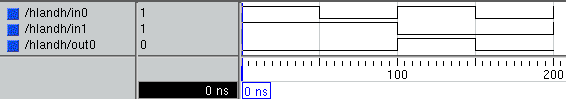 /hlandh/in0 1
/hlandh/in1 1
/hlandh/out0 0
100 200
0 ns 0 ns